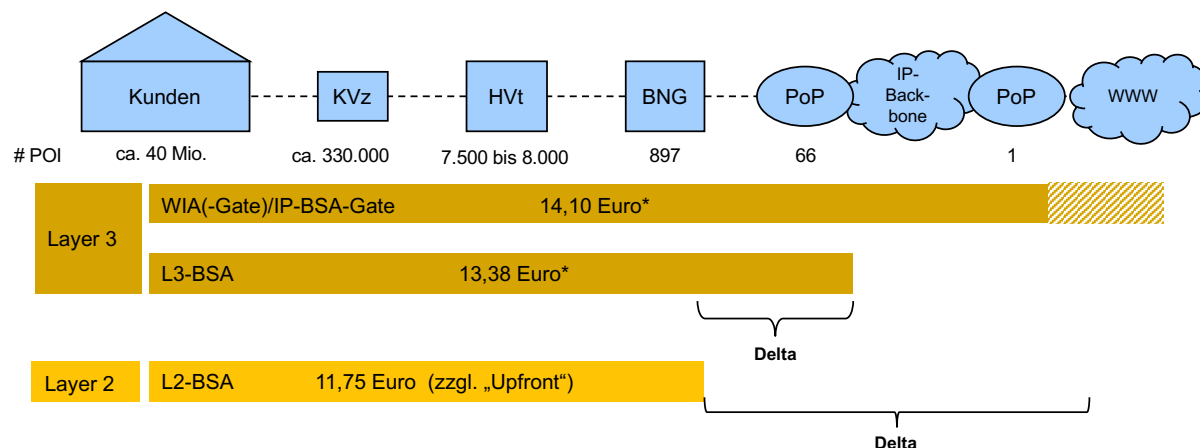 Kunden
KVz
HVt
BNG
PoP
IP-
Back-
bone
PoP
WWW
# POI
ca. 40 Mio.
ca. 330.000
7.500 bis 8.000
897
66
1
Layer 3
WIA(-Gate)/IP-BSA-Gate 14,10 Euro*
L3-BSA 13,38 Euro*
Delta
Layer 2
L2-BSA 11,75 Euro (zzgl. „Upfront“)
Delta